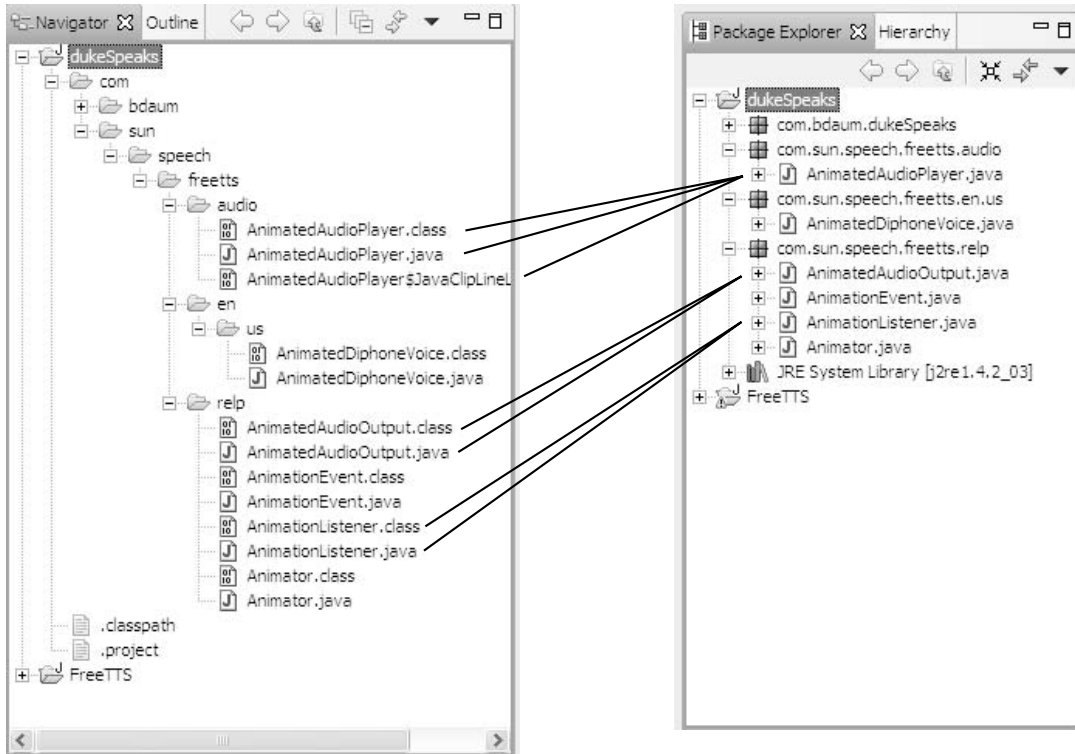 Navigator Outline
dukeSpeaks
com
bdaum
sun
speech
freetts
audio
AnimatedAudioPlayer.class
AnimatedAudioPlayer.java
AnimatedAudioPlayer$JavaClipLineL
en
us
AnimatedDiphoneVoice.class
AnimatedDiphoneVoice.java
relp
AnimatedAudioOutput.class
AnimatedAudioOutput.java
AnimationEvent.class
AnimationEvent.java
AnimationListener.class
AnimationListener.java
Animator.class
Animator.java
.classpath
.project
FreeTTS
Package Explorer Hierarchy
dukeSpeaks
com.bdaum.dukeSpeaks
com.sun.speech.freetts.audio
AnimatedAudioPlayer.java
com.sun.speech.freetts.en.us
AnimatedDiphoneVoice.java
com.sun.speech.freetts.relp
AnimatedAudioOutput.java
AnimationEvent.java
AnimationListener.java
Animator.java
JRE System Library [j2re1.4.2_03]
FreeTTS